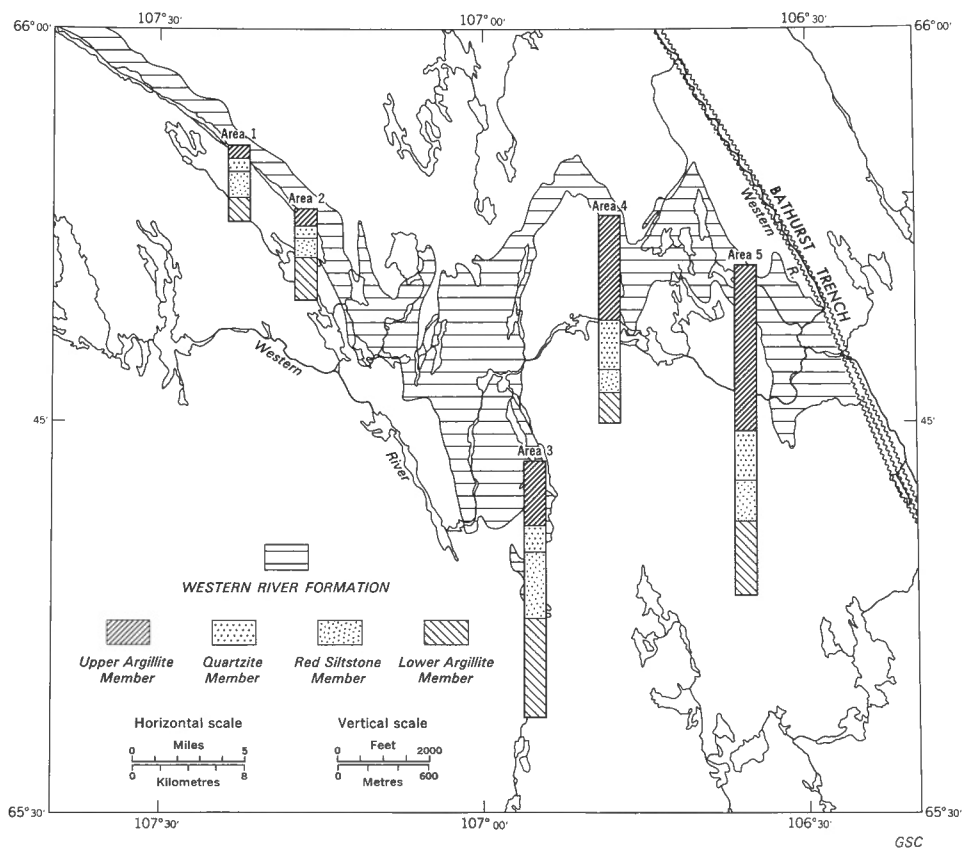 107°30'
107°00'
106°30'
66°00'
66°00'
Area 1
Area 2
Area 4
Area 5
Area 3
Western R.
BATHURST TRENCH
Western River
45'
45'
WESTERN RIVER FORMATION
Upper Argillite Member
Quartzite Member
Red Siltstone Member
Lower Argillite Member
Horizontal scale
Miles
0 5
0 8
Kilometres
Vertical scale
Feet
0 2000
0 600
Metres
65°30'
65°30'
107°30'
107°00'
106°30'
GSC